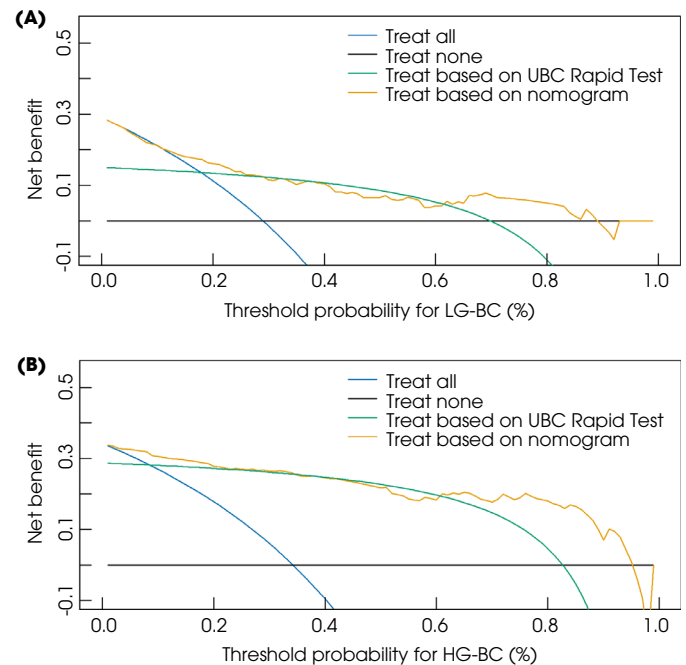 (A)
Treat all
Treat none
Treat based on UBC Rapid Test
Treat based on nomogram
Net benefit
0.5
0.3
0.1
-0.1
0.0 0.2 0.4 0.6 0.8 1.0
Threshold probability for LG-BC (%)
(B)
Treat all
Treat none
Treat based on UBC Rapid Test
Treat based on nomogram
Net benefit
0.5
0.3
0.1
-0.1
0.0 0.2 0.4 0.6 0.8 1.0
Threshold probability for HG-BC (%)